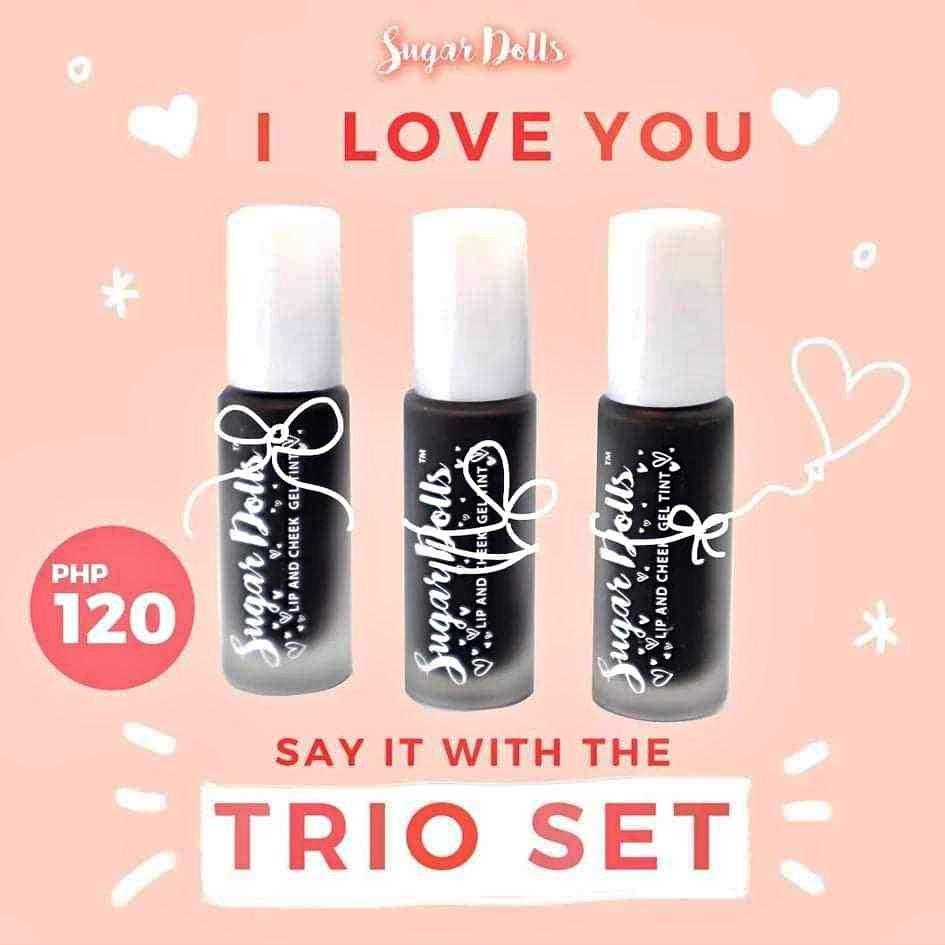 Sugar Dolls
I LOVE YOU
Sugar Dolls™
LIP AND CHEEK GEL TINT
Sugar Dolls™
LIP AND CHEEK GEL TINT
Sugar Dolls™
LIP AND CHEEK GEL TINT
PHP
120
SAY IT WITH THE
TRIO SET